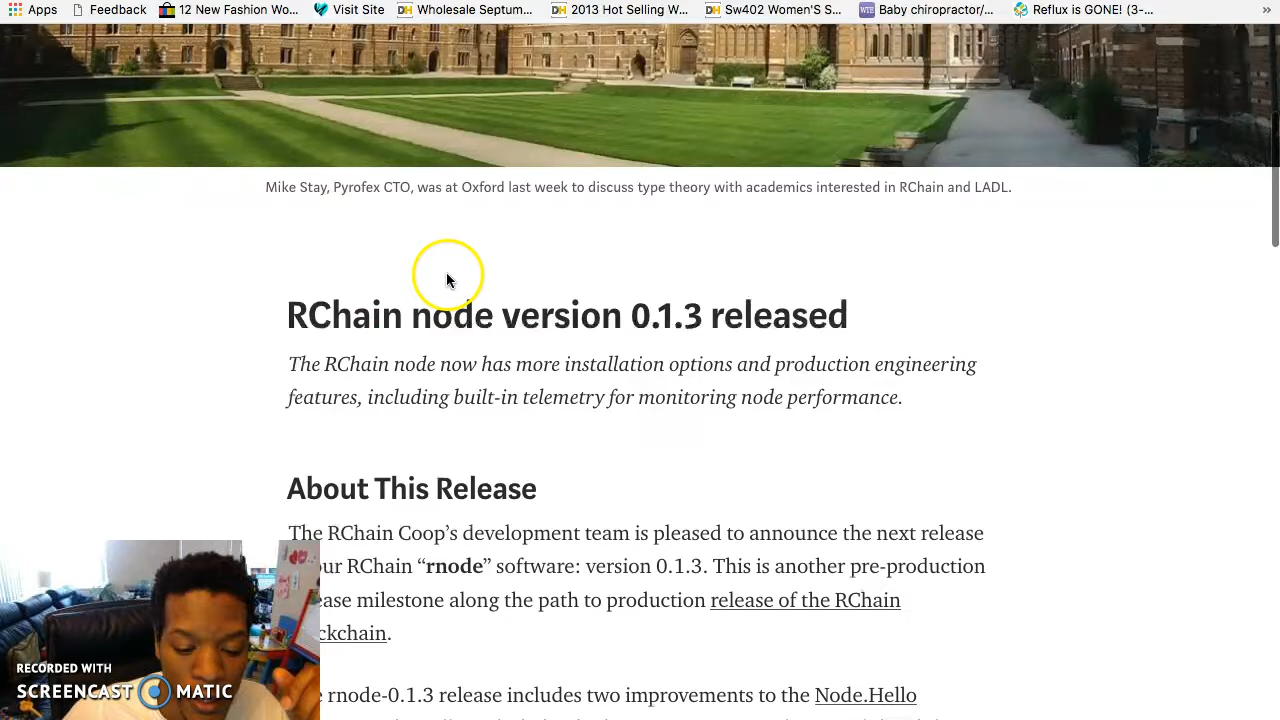 Apps Feedback 12 New Fashion Wo... Visit Site DH Wholesale Septum... DH 2013 Hot Selling W... DH Sw402 Women'S S... WTE Baby chiropractor/... Reflux is GONE! (3-... »
Mike Stay, Pyrofex CTO, was at Oxford last week to discuss type theory with academics interested in RChain and LADL.
RChain node version 0.1.3 released
The RChain node now has more installation options and production engineering
features, including built-in telemetry for monitoring node performance.
About This Release
The RChain Coop’s development team is pleased to announce the next release
our RChain “rnode” software: version 0.1.3. This is another pre-production
ease milestone along the path to production release of the RChain
ckchain.
rnode-0.1.3 release includes two improvements to the Node.Hello
RECORDED WITH
SCREENCAST MATIC